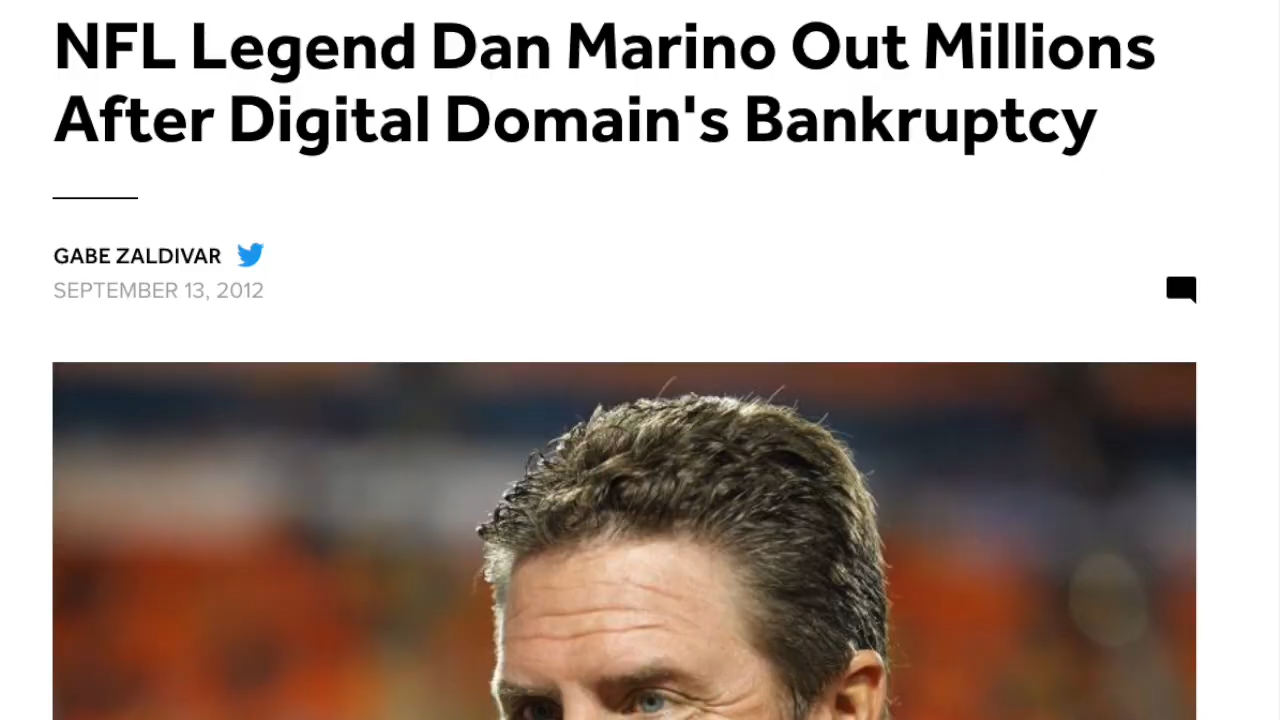 NFL Legend Dan Marino Out Millions
After Digital Domain's Bankruptcy
GABE ZALDIVAR
SEPTEMBER 13, 2012